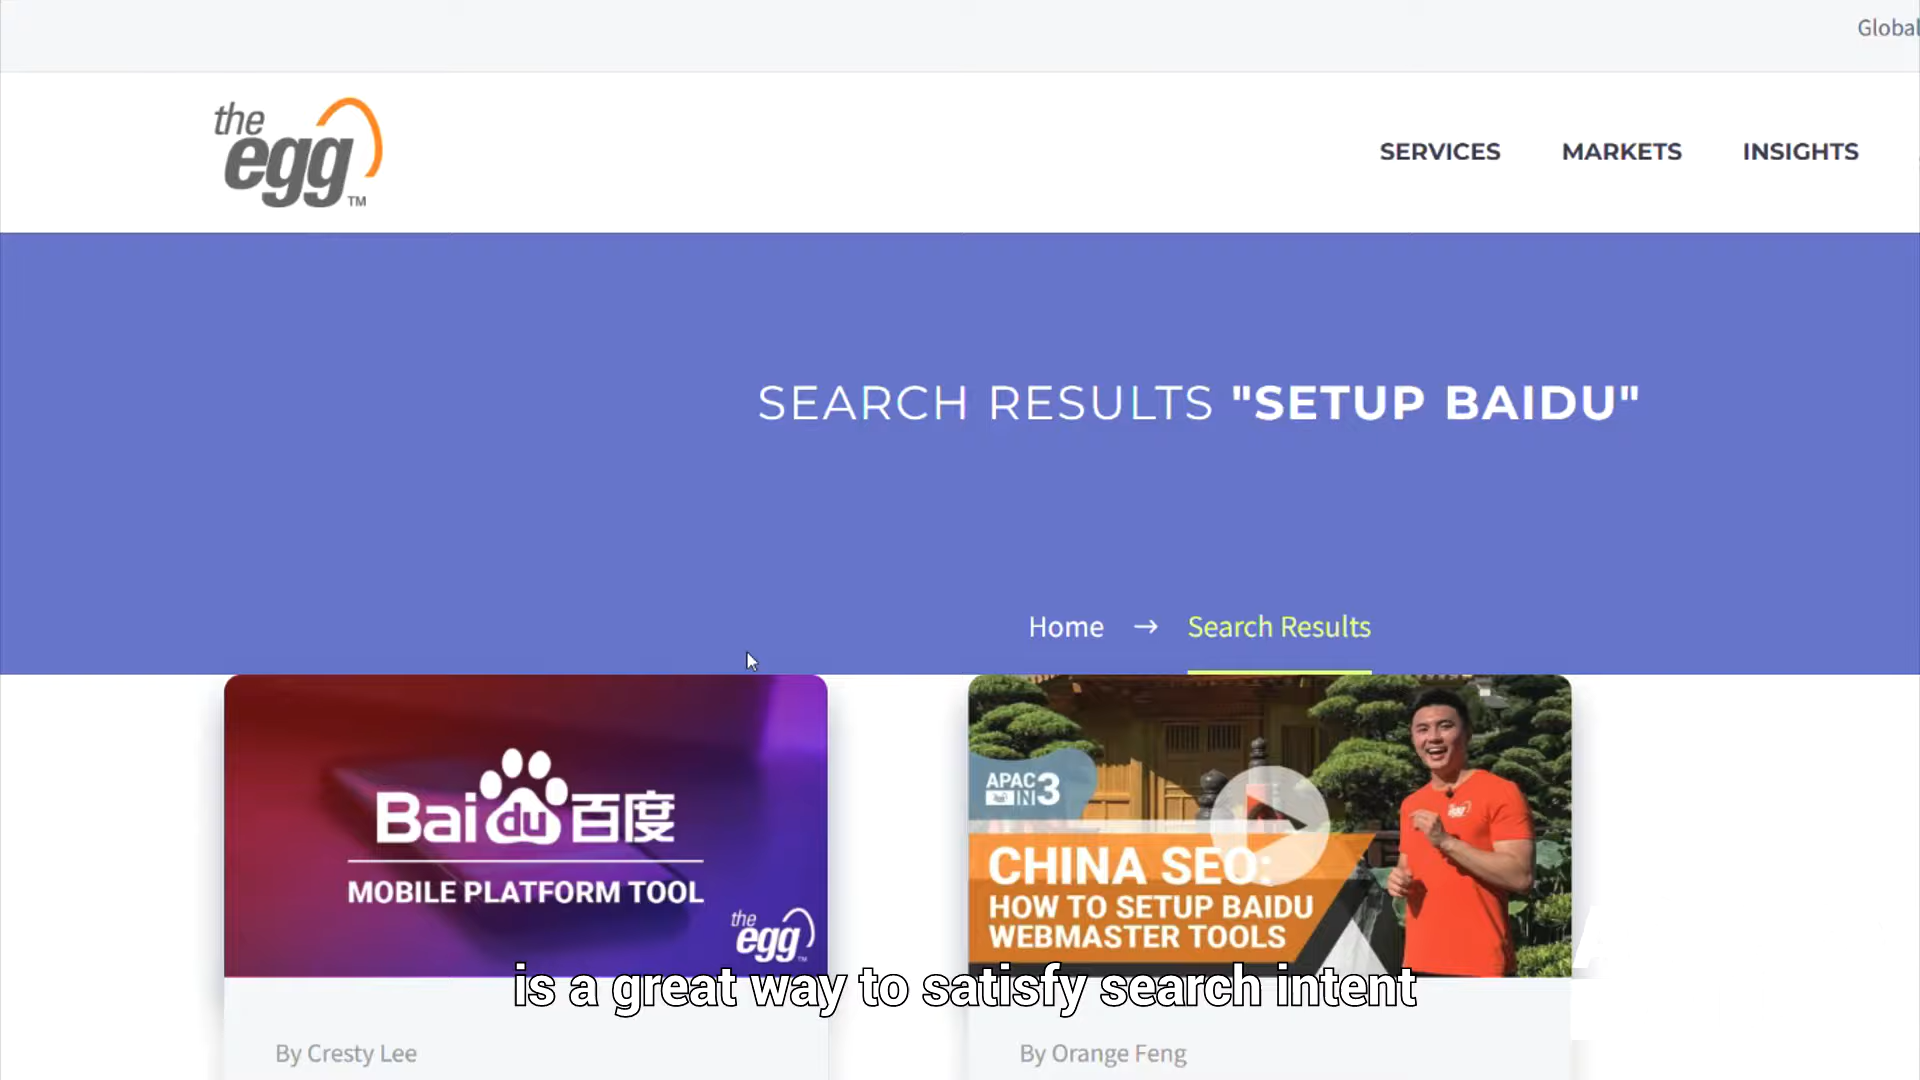 Global
the
egg
TM
SERVICES
MARKETS
INSIGHTS
SEARCH RESULTS "SETUP BAIDU"
Home → Search Results
Bai du 百度
MOBILE PLATFORM TOOL
the
egg
APAC
IN 3
CHINA SEO:
HOW TO SETUP BAIDU
WEBMASTER TOOLS
is a great way to satisfy search intent
By Cresty Lee
By Orange Feng